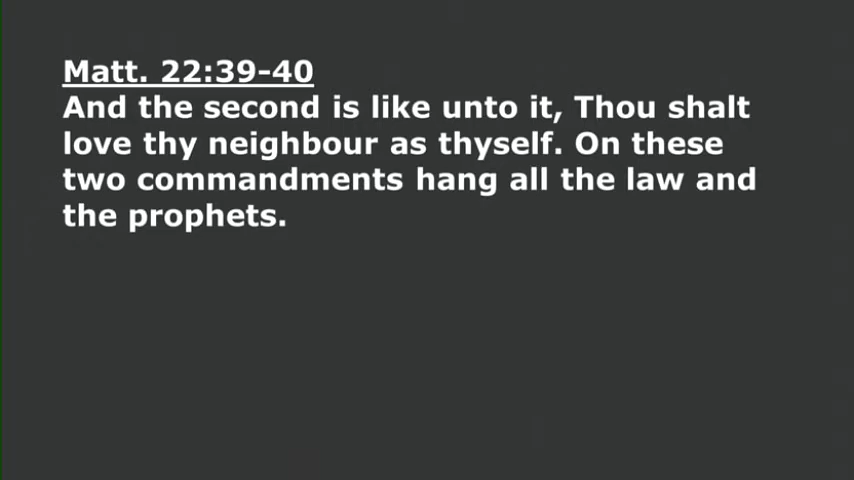 Matt. 22:39-40
And the second is like unto it, Thou shalt
love thy neighbour as thyself. On these
two commandments hang all the law and
the prophets.